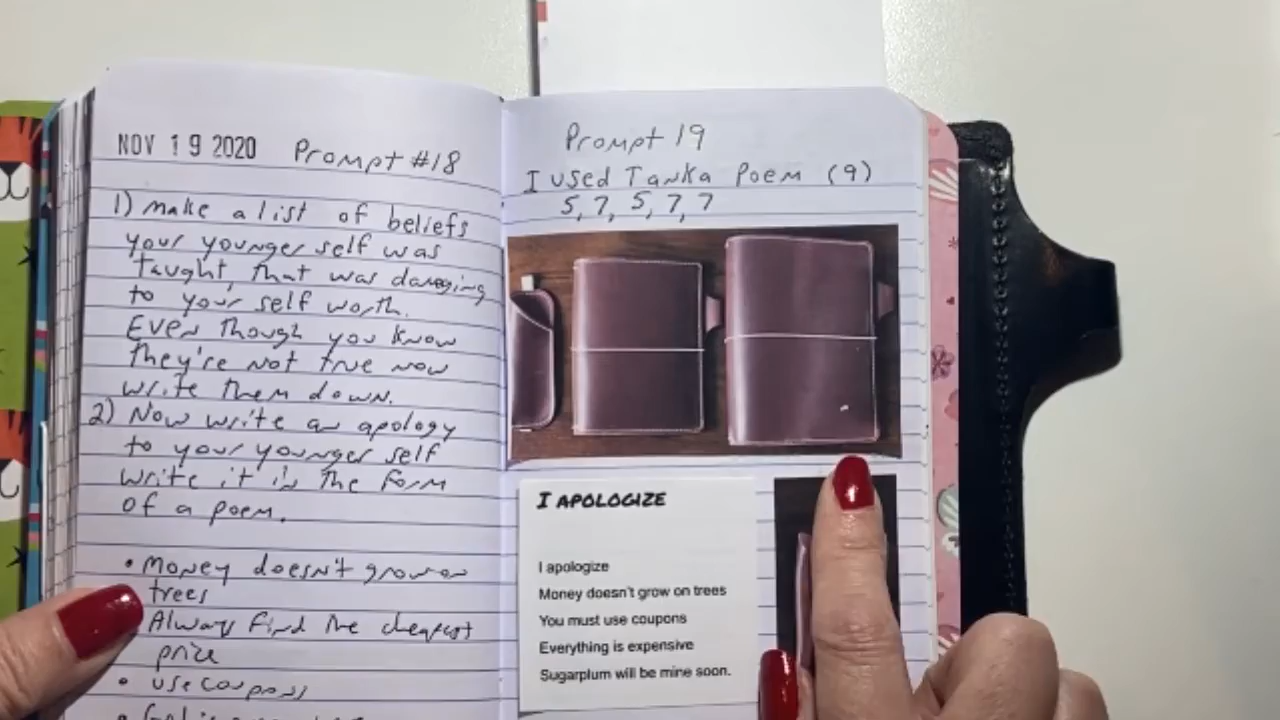 NOV 19 2020 Prompt #18
1) make a list of beliefs
your younger self was
taught, that was
to your self worth.
Even though you know
they're not true now
write them down.
2) Now write an apology
to your younger self
write it in the form
of a poem.
• Money doesn't grow on
trees
Always find the cheapest
price
• use coupons
Prompt 19
I used Tanka Poem (9)
5, 7, 5, 7, 7
I APOLOGIZE
I apologize
Money doesn't grow on trees
You must use coupons
Everything is expensive
Sugarplum will be mine soon.